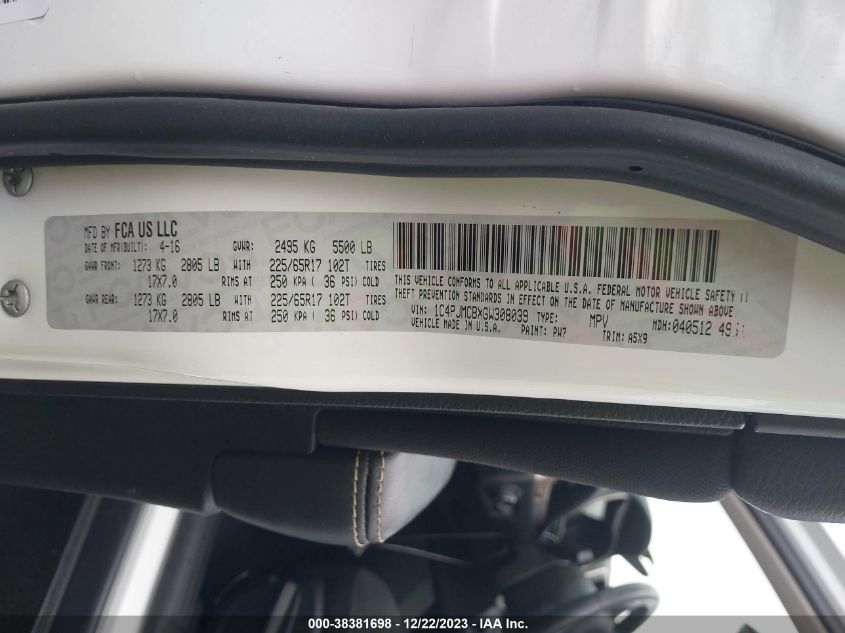 MFD BY FCA US LLC
DATE OF MFR(BUILT): 4-16 GVWR: 2495 KG 5500 LB
GAWR FRONT: 1273 KG 2805 LB WITH 225/65R17 102T TIRES
17X7.0 RIMS AT 250 KPA ( 36 PSI) COLD
GAWR REAR: 1273 KG 2805 LB WITH 225/65R17 102T TIRES
17X7.0 RIMS AT 250 KPA ( 36 PSI) COLD
THIS VEHICLE CONFORMS TO ALL APPLICABLE U.S.A. FEDERAL MOTOR VEHICLE SAFETY
THEFT PREVENTION STANDARDS IN EFFECT ON THE DATE OF MANUFACTURE SHOWN ABOVE
VIN: 1C4PJMCBXGW308039 TYPE: MPV MDH: 040512
VEHICLE MADE IN U.S.A. PAINT: PW7 TRIM: A5X9
000-38381698 - 12/22/2023 - IAA Inc.